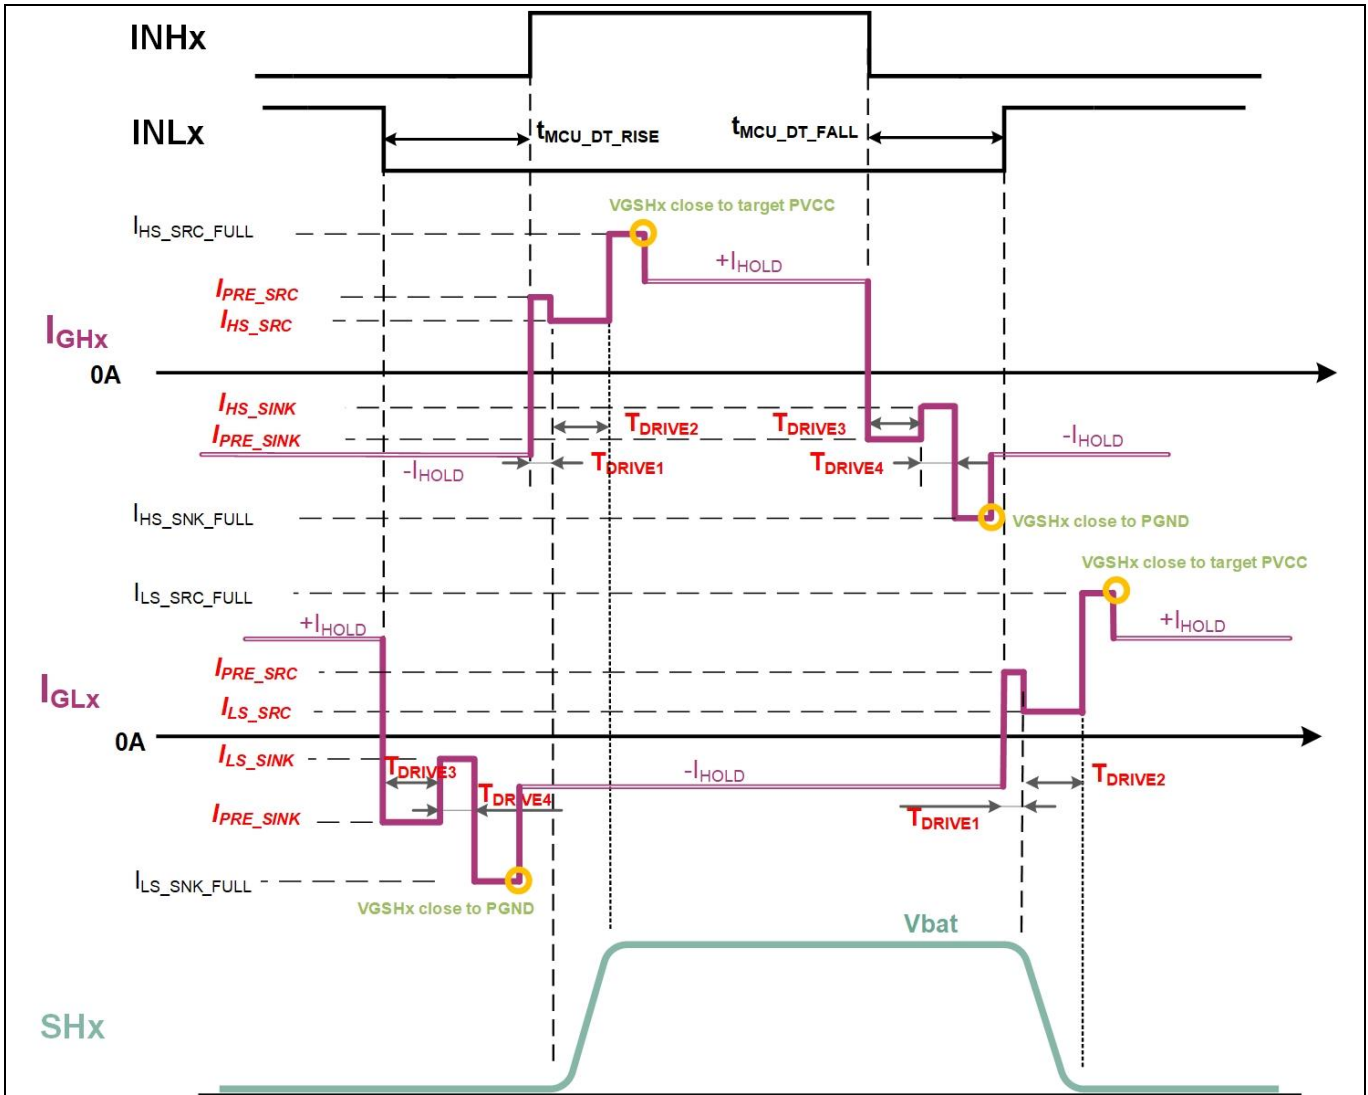 INHx
INLx
tMCU_DT_RISE
tMCU_DT_FALL
VGSHx close to target PVCC
IHS_SRC_FULL
+IHOLD
IPRE_SRC
IHS_SRC
IGHx
0A
IHS_SINK
IPRE_SINK
TDRIVE2
TDRIVE3
-IHOLD
-IHOLD
TDRIVE1
TDRIVE4
IHS_SNK_FULL
VGSHx close to PGND
VGSHx close to target PVCC
ILS_SRC_FULL
+IHOLD
+IHOLD
IPRE_SRC
IGLx
ILS_SRC
0A
ILS_SINK
TDRIVE3
-IHOLD
TDRIVE2
TDRIVE4
IPRE_SINK
TDRIVE1
ILS_SNK_FULL
VGSHx close to PGND
Vbat
SHx